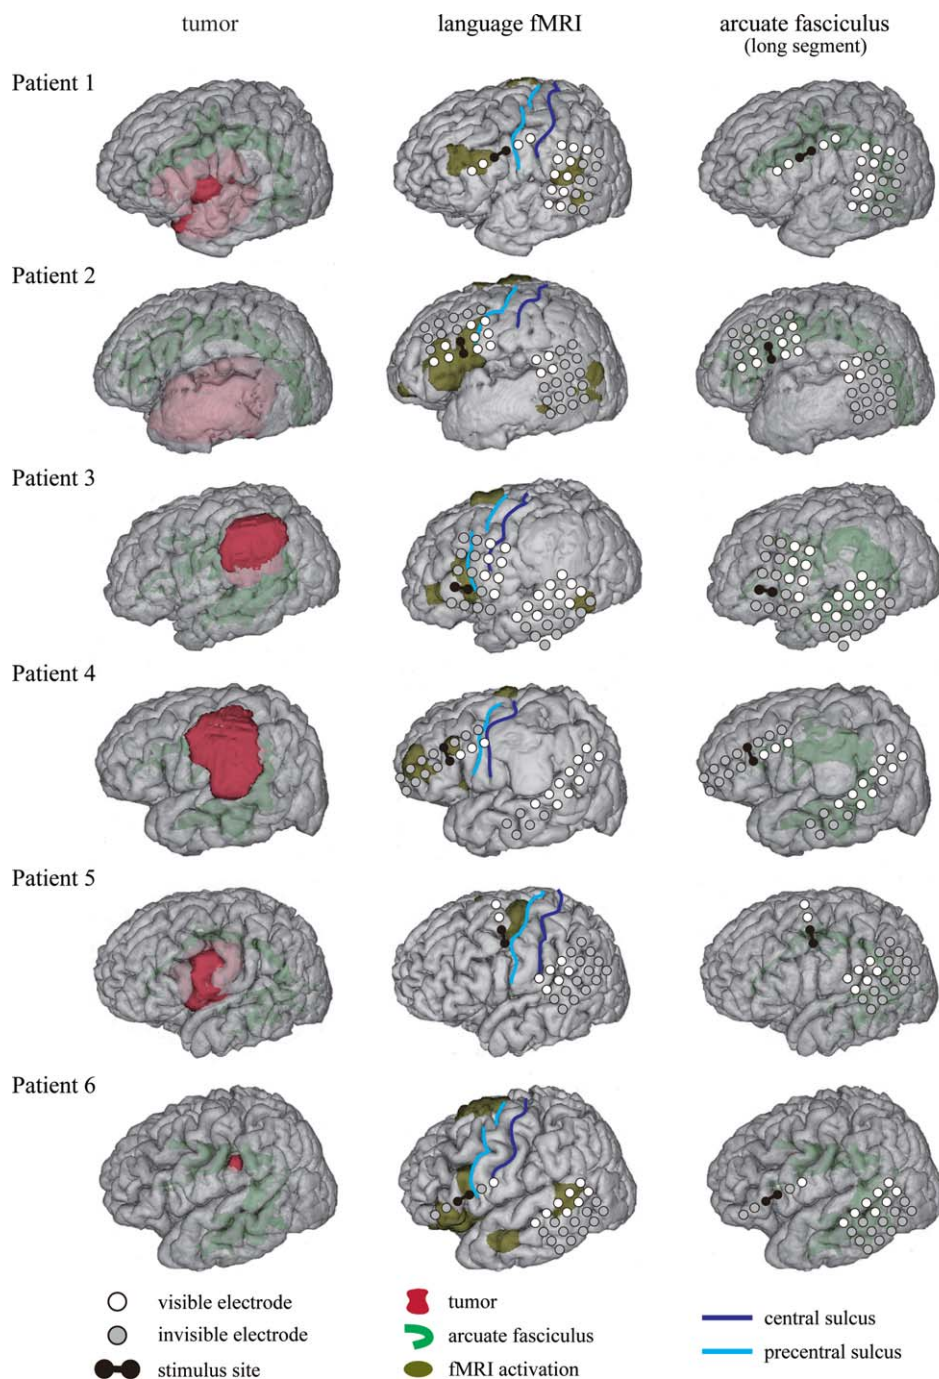 tumor
language fMRI
arcuate fasciculus
(long segment)
Patient 1
Patient 2
Patient 3
Patient 4
Patient 5
Patient 6
visible electrode
invisible electrode
stimulus site
tumor
arcuate fasciculus
fMRI activation
central sulcus
precentral sulcus